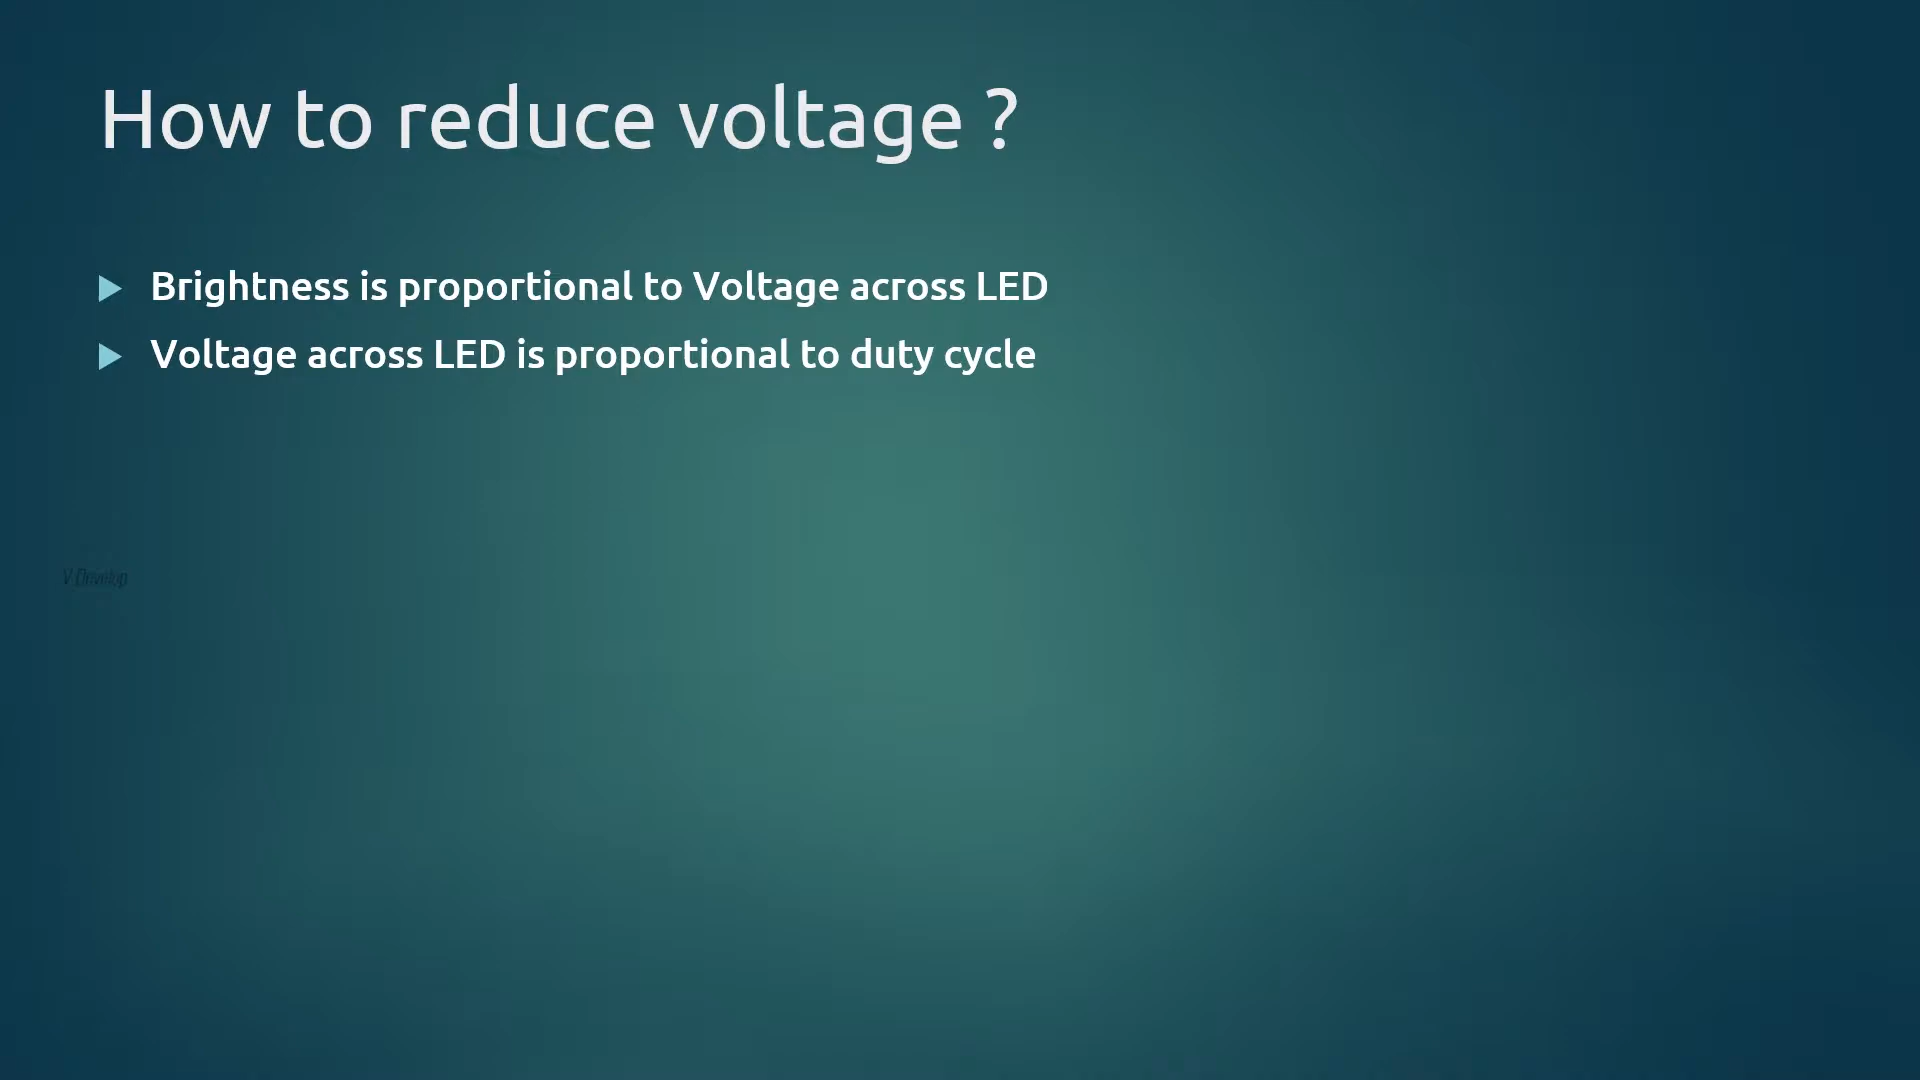 How to reduce voltage ?
Brightness is proportional to Voltage across LED
Voltage across LED is proportional to duty cycle
V Develop